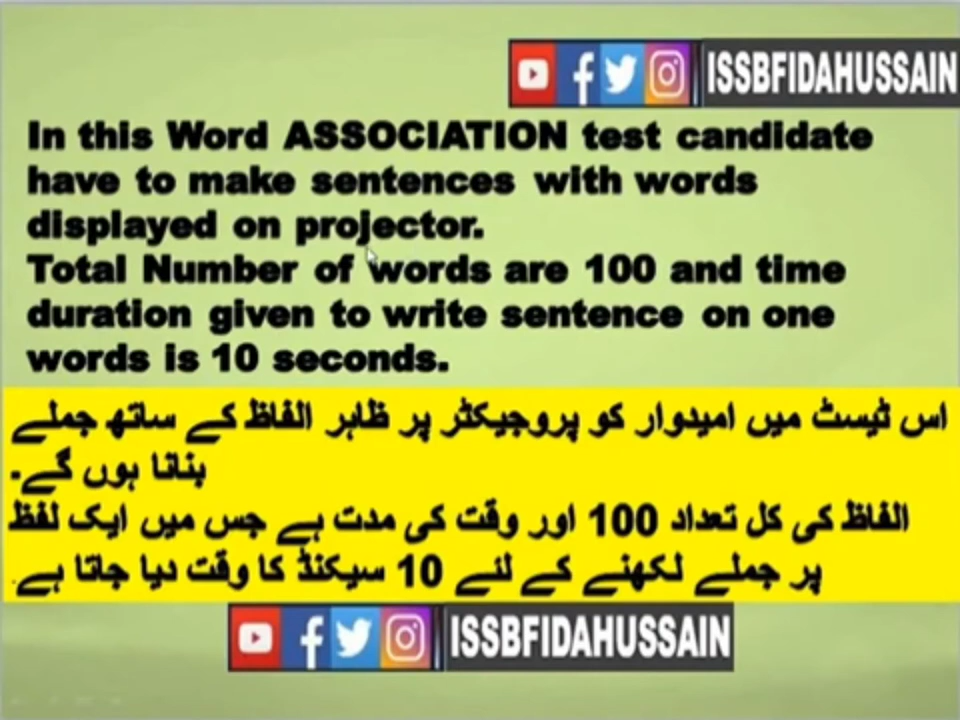 ISSBFIDAHUSSAIN
In this Word ASSOCIATION test candidate
have to make sentences with words
displayed on projector.
Total Number of words are 100 and time
duration given to write sentence on one
words is 10 seconds.
اس ٹیسٹ میں امیدوار کو پروجیکٹر پر ظاہر الفاظ کے ساتھ جملے
بنانا ہوں گے۔
الفاظ کی کل تعداد 100 اور وقت کی مدت ہے جس میں ایک لفظ
پر جملے لکھنے کے لئے 10 سیکنڈ کا وقت دیا جاتا ہے.
ISSBFIDAHUSSAIN